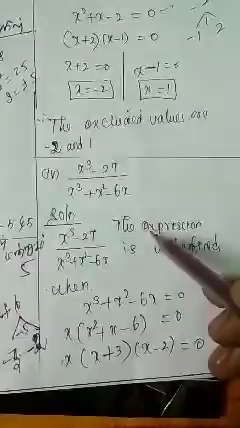 x² + x - 2 = 0
(x+2)(x-1) = 0
x+2=0 | x-1=0
x=-2 | x=1
The excluded values are
-2 and 1
(iv) x³-27 / x³+x²-6x
Soln
x³-27 / x³+x²-6x The expression is
when
x³+x²-6x = 0
x(x²+x-6) = 0
x(x+3)(x-2) = 0